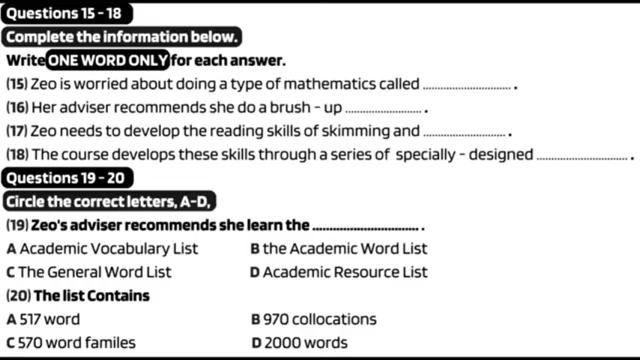 Questions 15 - 18
Complete the information below.
Write ONE WORD ONLY for each answer.
(15) Zeo is worried about doing a type of mathematics called .............................. .
(16) Her adviser recommends she do a brush - up .......................... .
(17) Zeo needs to develop the reading skills of skimming and ............................ .
(18) The course develops these skills through a series of specially - designed ............................... .
Questions 19 - 20
Circle the correct letters, A-D,
(19) Zeo's adviser recommends she learn the ................................ .
A Academic Vocabulary List B the Academic Word List
C The General Word List D Academic Resource List
(20) The list Contains
A 517 word B 970 collocations
C 570 word familes D 2000 words